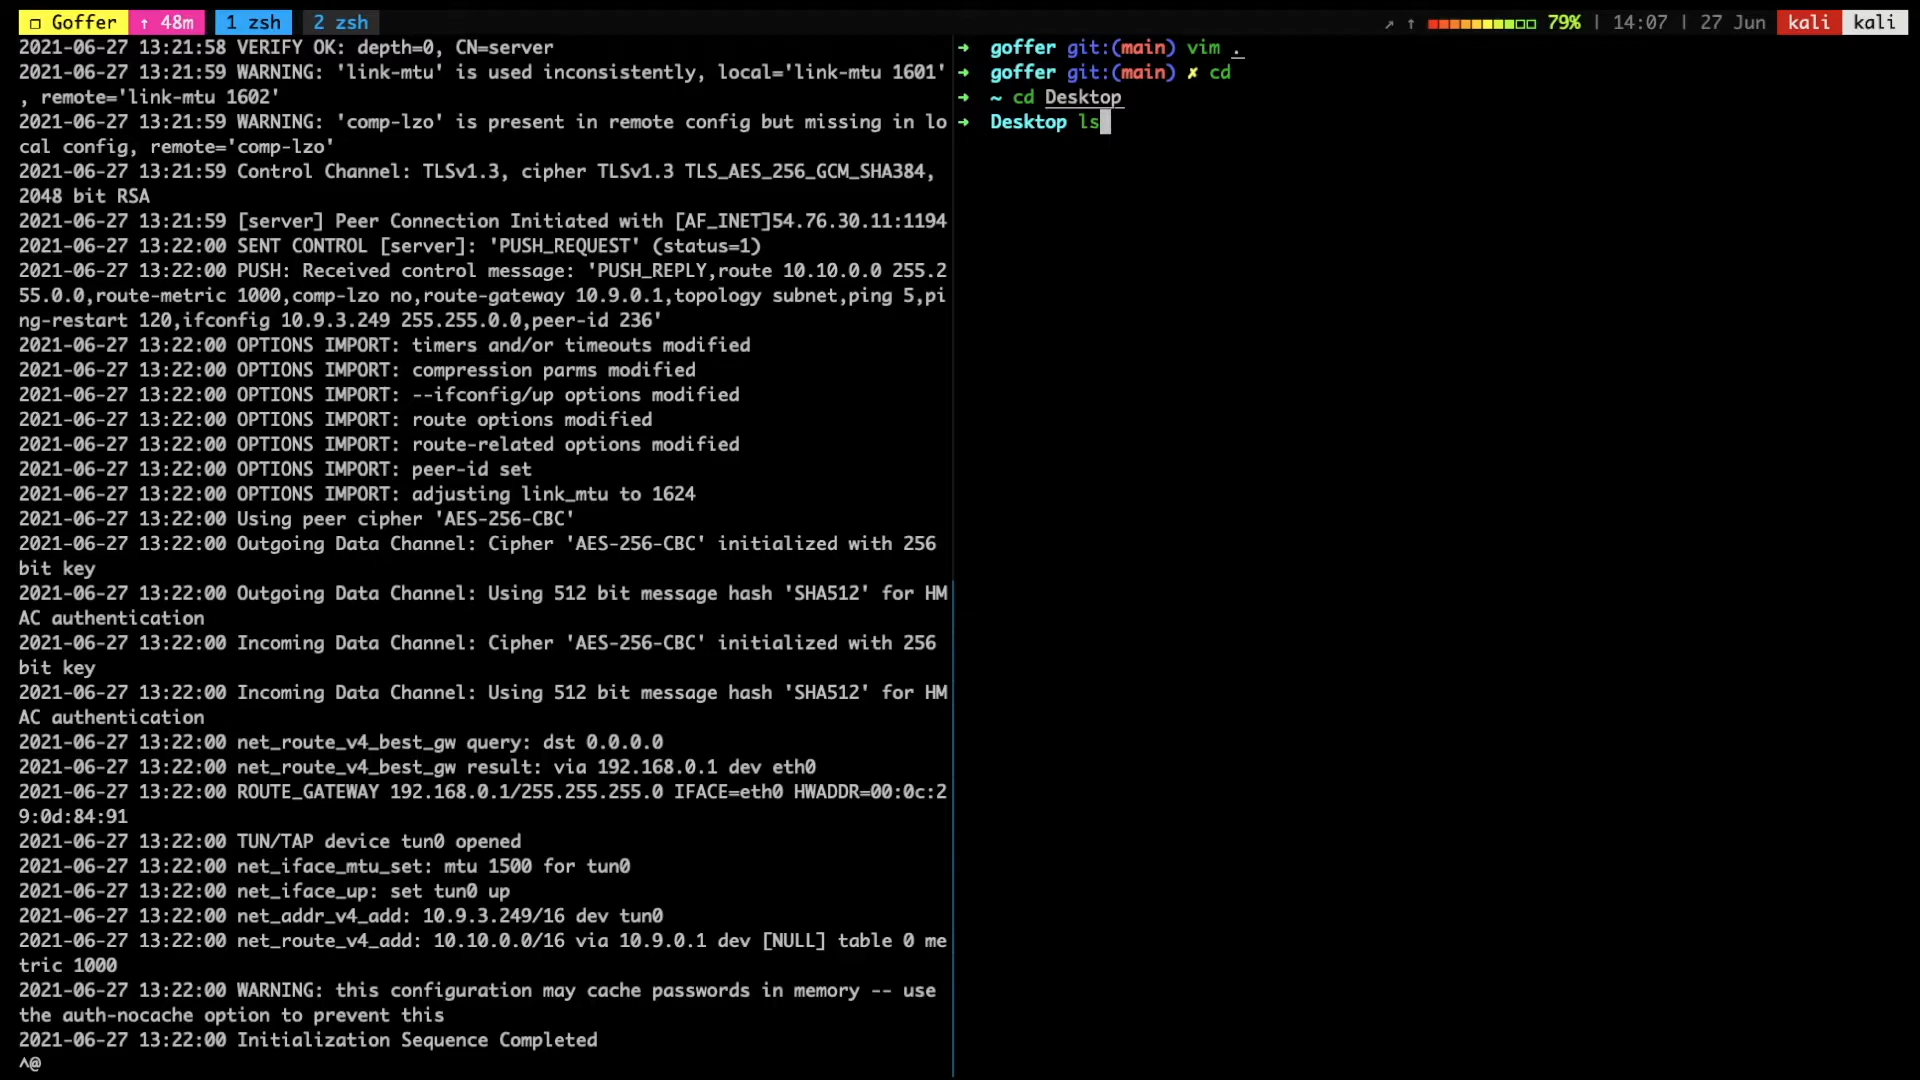 ❐ Goffer ↑ 48m 1 zsh 2 zsh ↗ ↑ 79% | 14:07 | 27 Jun kali kali
2021-06-27 13:21:58 VERIFY OK: depth=0, CN=server
2021-06-27 13:21:59 WARNING: 'link-mtu' is used inconsistently, local='link-mtu 1601'
, remote='link-mtu 1602'
2021-06-27 13:21:59 WARNING: 'comp-lzo' is present in remote config but missing in lo
cal config, remote='comp-lzo'
2021-06-27 13:21:59 Control Channel: TLSv1.3, cipher TLSv1.3 TLS_AES_256_GCM_SHA384,
2048 bit RSA
2021-06-27 13:21:59 [server] Peer Connection Initiated with [AF_INET]54.76.30.11:1194
2021-06-27 13:22:00 SENT CONTROL [server]: 'PUSH_REQUEST' (status=1)
2021-06-27 13:22:00 PUSH: Received control message: 'PUSH_REPLY,route 10.10.0.0 255.2
55.0.0,route-metric 1000,comp-lzo no,route-gateway 10.9.0.1,topology subnet,ping 5,pi
ng-restart 120,ifconfig 10.9.3.249 255.255.0.0,peer-id 236'
2021-06-27 13:22:00 OPTIONS IMPORT: timers and/or timeouts modified
2021-06-27 13:22:00 OPTIONS IMPORT: compression parms modified
2021-06-27 13:22:00 OPTIONS IMPORT: --ifconfig/up options modified
2021-06-27 13:22:00 OPTIONS IMPORT: route options modified
2021-06-27 13:22:00 OPTIONS IMPORT: route-related options modified
2021-06-27 13:22:00 OPTIONS IMPORT: peer-id set
2021-06-27 13:22:00 OPTIONS IMPORT: adjusting link_mtu to 1624
2021-06-27 13:22:00 Using peer cipher 'AES-256-CBC'
2021-06-27 13:22:00 Outgoing Data Channel: Cipher 'AES-256-CBC' initialized with 256
bit key
2021-06-27 13:22:00 Outgoing Data Channel: Using 512 bit message hash 'SHA512' for HM
AC authentication
2021-06-27 13:22:00 Incoming Data Channel: Cipher 'AES-256-CBC' initialized with 256
bit key
2021-06-27 13:22:00 Incoming Data Channel: Using 512 bit message hash 'SHA512' for HM
AC authentication
2021-06-27 13:22:00 net_route_v4_best_gw query: dst 0.0.0.0
2021-06-27 13:22:00 net_route_v4_best_gw result: via 192.168.0.1 dev eth0
2021-06-27 13:22:00 ROUTE_GATEWAY 192.168.0.1/255.255.255.0 IFACE=eth0 HWADDR=00:0c:2
9:0d:84:91
2021-06-27 13:22:00 TUN/TAP device tun0 opened
2021-06-27 13:22:00 net_iface_mtu_set: mtu 1500 for tun0
2021-06-27 13:22:00 net_iface_up: set tun0 up
2021-06-27 13:22:00 net_addr_v4_add: 10.9.3.249/16 dev tun0
2021-06-27 13:22:00 net_route_v4_add: 10.10.0.0/16 via 10.9.0.1 dev [NULL] table 0 me
tric 1000
2021-06-27 13:22:00 WARNING: this configuration may cache passwords in memory -- use
the auth-nocache option to prevent this
2021-06-27 13:22:00 Initialization Sequence Completed
^@
➜ goffer git:(main) vim .
➜ goffer git:(main) ✗ cd
➜ ~ cd Desktop
➜ Desktop ls